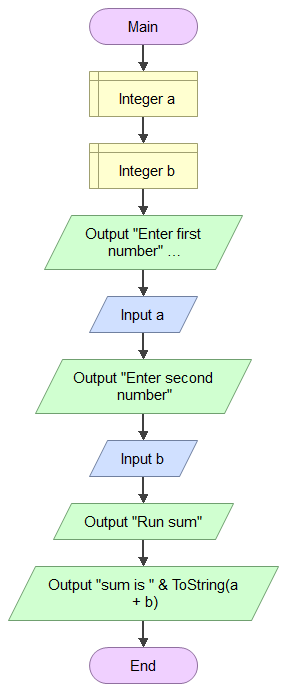 Main
Integer a
Integer b
Output "Enter first
number" ...
Input a
Output "Enter second
number"
Input b
Output "Run sum"
Output "sum is " & ToString(a
+ b)
End